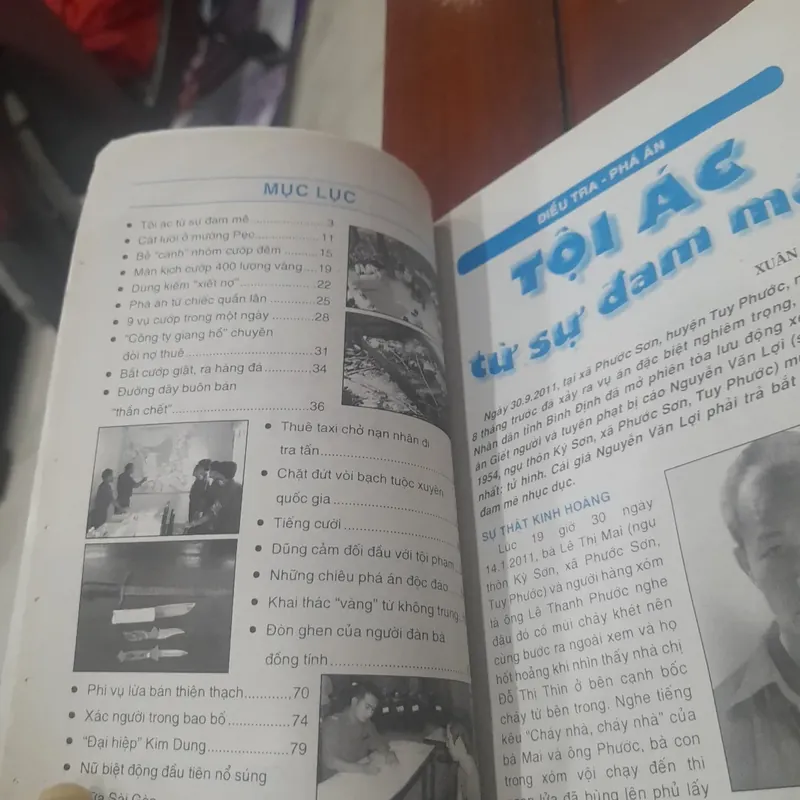 MỤC LỤC
• Tội ác từ sự đam mê ................ 3
• Cắt lưới ở mường Pẹo ............... 11
• Bẻ "cành" nhóm cướp đêm ........ 15
• Màn kịch cướp 400 lượng vàng ..19
• Dùng kiếm "xiết nợ" ................22
• Phá án từ chiếc quần lân .........25
• 9 vụ cướp trong một ngày ........28
• "Công ty giang hồ" chuyên
đòi nợ thuê .........................31
• Bắt cướp giật, ra hàng đá .........34
• Đường dây buôn bán
"thần chết" .........................36
• Thuê taxi chở nạn nhân đi
tra tấn
• Chặt đứt vòi bạch tuộc xuyên
quốc gia
• Tiếng cười
• Dũng cảm đối đầu với tội phạm
• Những chiêu phá án độc đáo
• Khai thác "vàng" từ không trung
• Đòn ghen của người đàn bà
đồng tính
• Phi vụ lừa bán thiên thạch ............70
• Xác người trong bao bố ............74
• "Đại hiệp" Kim Dung ................79
• Nữ biệt động đầu tiên nổ súng
Sài Gòn
ĐIỀU TRA - PHÁ ÁN
TỘI ÁC
từ sự đam mê
XUÂN
Ngày 30.9.2011, tại xã Phước Sơn, huyện Tuy Phước,
8 tháng trước đã xảy ra vụ án đặc biệt nghiêm trọng,
Nhân dân tỉnh Bình Định đã mở phiên tòa lưu động
án Giết người và tuyên phạt bị cáo Nguyễn Văn Lợi
1954, ngụ thôn Kỳ Sơn, xã Phước Sơn, Tuy Phước)
nhất: tử hình. Cái giá Nguyễn Văn Lợi phải trả bắt
đam mê nhục dục.
SỰ THẬT KINH HOÀNG
Lúc 19 giờ 30 ngày
14.1.2011, bà Lê Thị Mai (ngụ
thôn Kỳ Sơn, xã Phước Sơn,
Tuy Phước) và người hàng xóm
là ông Lê Thanh Phước nghe
đâu đó có mùi cháy khét nên
cùng bước ra ngoài xem và họ
hốt hoảng khi nhìn thấy nhà chị
Đỗ Thị Thìn ở bên cạnh bốc
cháy từ bên trong. Nghe tiếng
kêu "Cháy nhà, cháy nhà" của
bà Mai và ông Phước, bà con
trong xóm vội chạy đến thì
lửa đã bùng lên phủ lấy